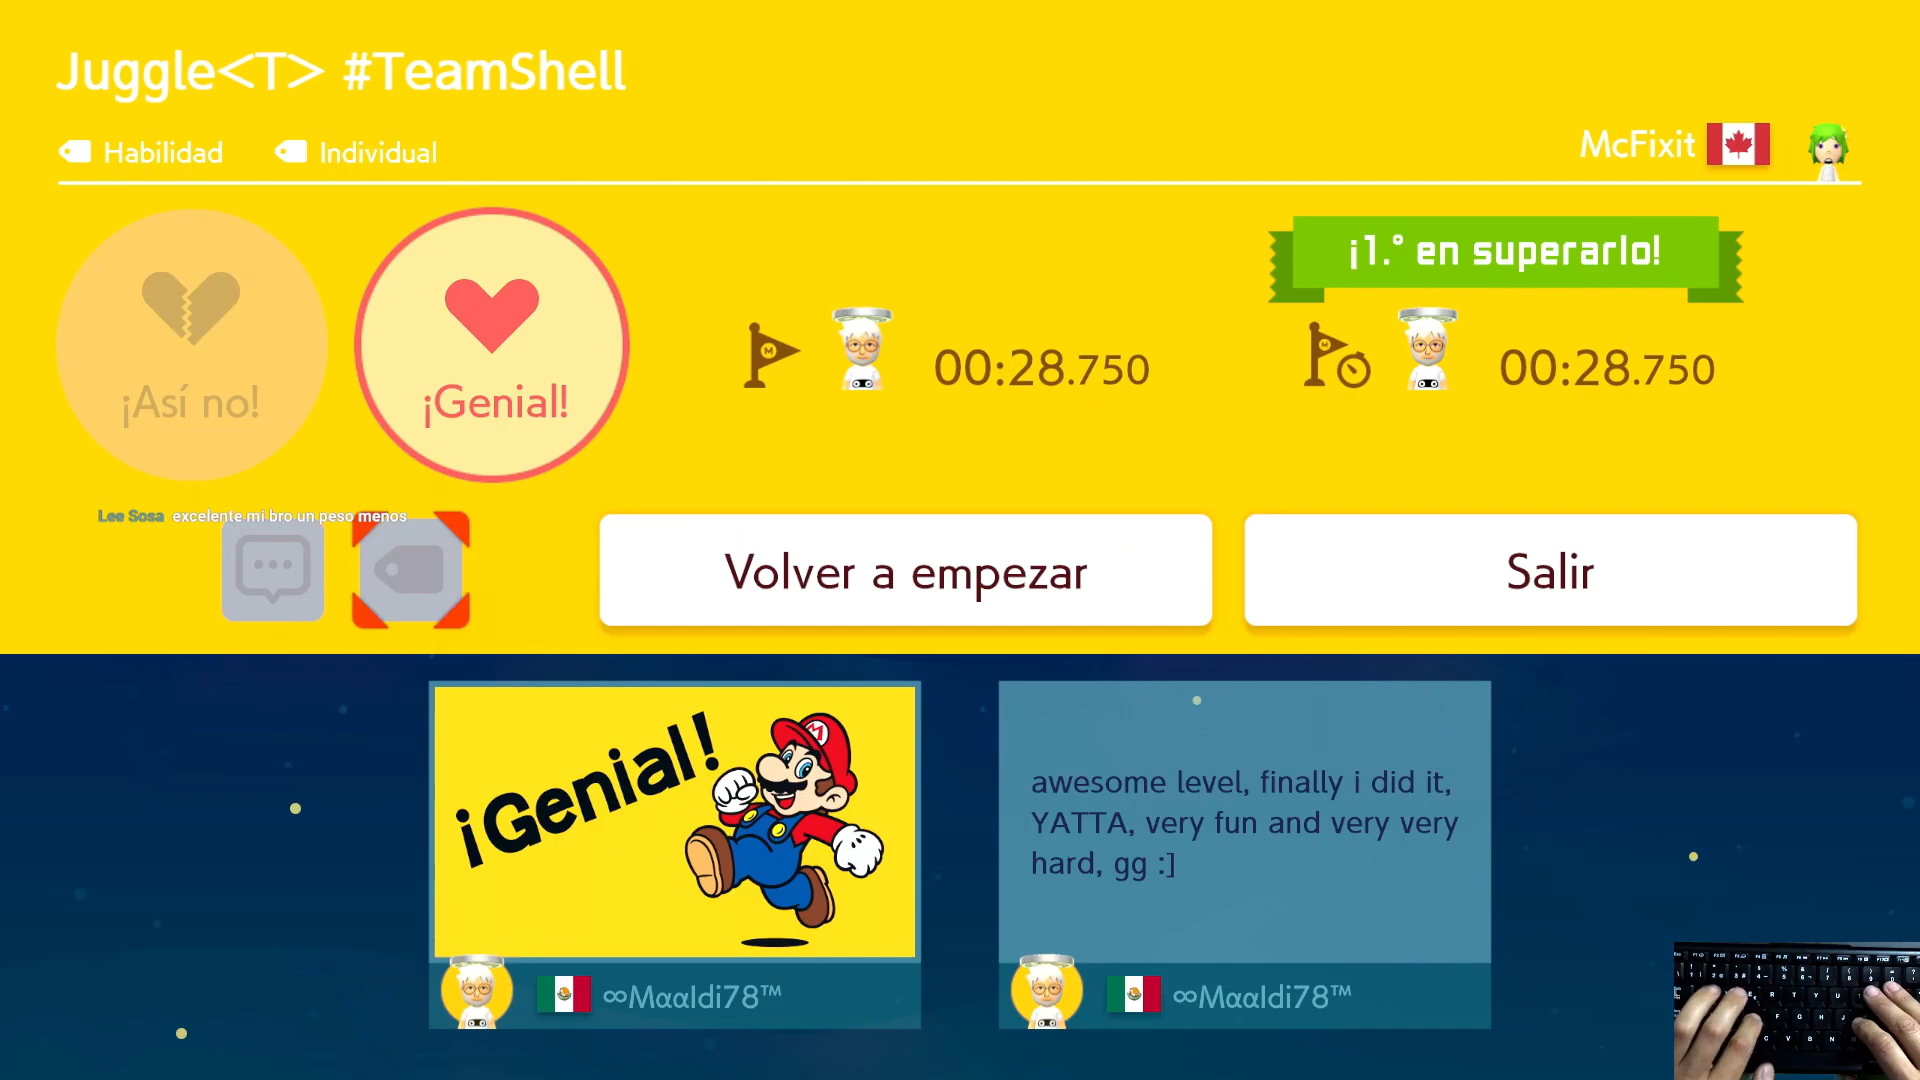 Juggle<T> #TeamShell
Habilidad
Individual
McFixit
¡1.° en superarlo!
¡Así no!
¡Genial!
00:28.750
00:28.750
Lee Sosa excelente mi bro un peso menos
Volver a empezar
Salir
¡Genial!
awesome level, finally i did it,
YATTA, very fun and very very
hard, gg :]
∞Mααldi78™
∞Mααldi78™